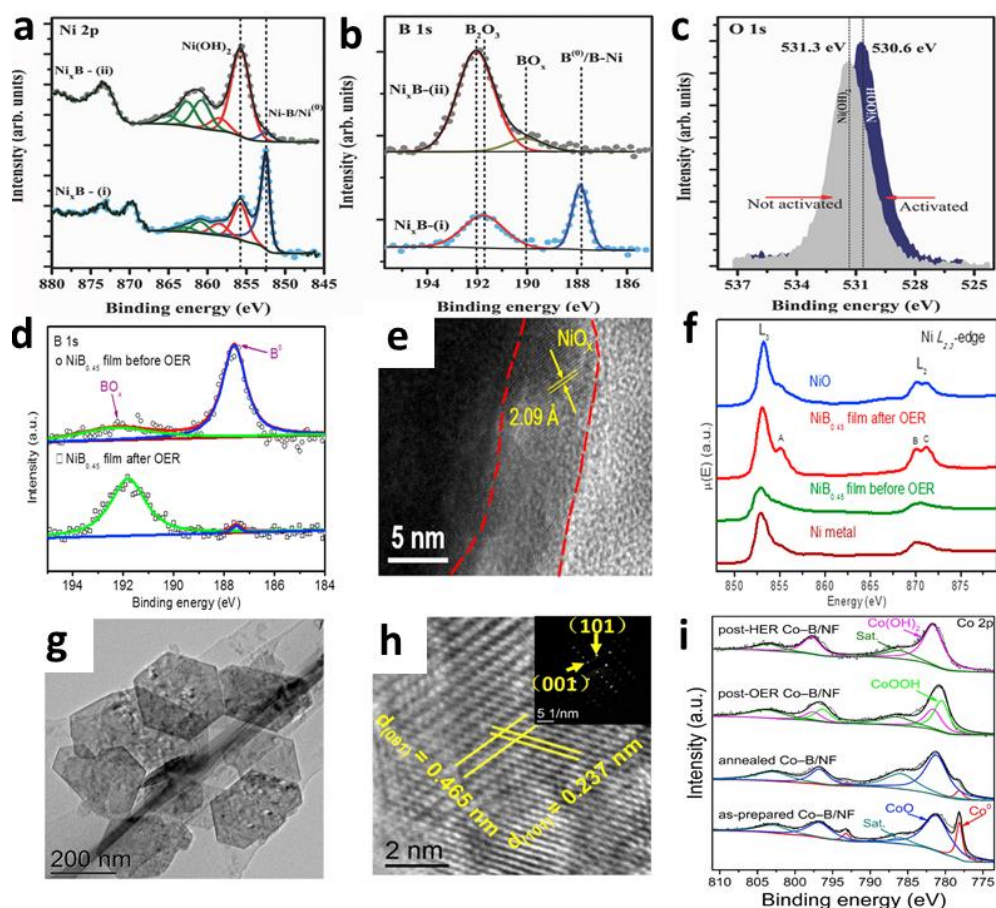 a
Ni 2p
Ni(OH)2
NixB - (ii)
Ni-B/Ni(0)
NixB - (i)
Intensity (arb. units)
880 875 870 865 860 855 850 845
Binding energy (eV)
b
B 1s
B2O3
BOx
B(0)/B-Ni
NixB-(ii)
NixB-(i)
Intensity (arb. units)
194 192 190 188 186
Binding energy (eV)
c
O 1s
531.3 eV
530.6 eV
Ni(OH)2
NiOOH
Not activated
Activated
Intensity (arb. units)
537 534 531 528 524
Binding energy (eV)
d
B 1s
NiB0.45 film before OER
B0
BOx
NiB0.45 film after OER
Intensity (a.u.)
194 192 190 188 186 184
Binding energy (eV)
e
NiOx
2.09 Å
5 nm
f
L3
Ni L2,3-edge
L2
NiO
NiB0.45 film after OER
A
B
C
NiB0.45 film before OER
Ni metal
μ(E) (a.u.)
850 855 860 865 870 875
Energy (eV)
g
200 nm
h
(101)
(001)
5 1/nm
d(001) = 0.465 nm
d(100) = 0.237 nm
2 nm
i
Co(OH)2
Co 2p
post-HER Co–B/NF
Sat.
CoOOH
post-OER Co–B/NF
annealed Co–B/NF
CoO
Co0
as-prepared Co–B/NF
Sat.
Intensity (a.u.)
810 805 800 795 790 785 780 775
Binding energy (eV)